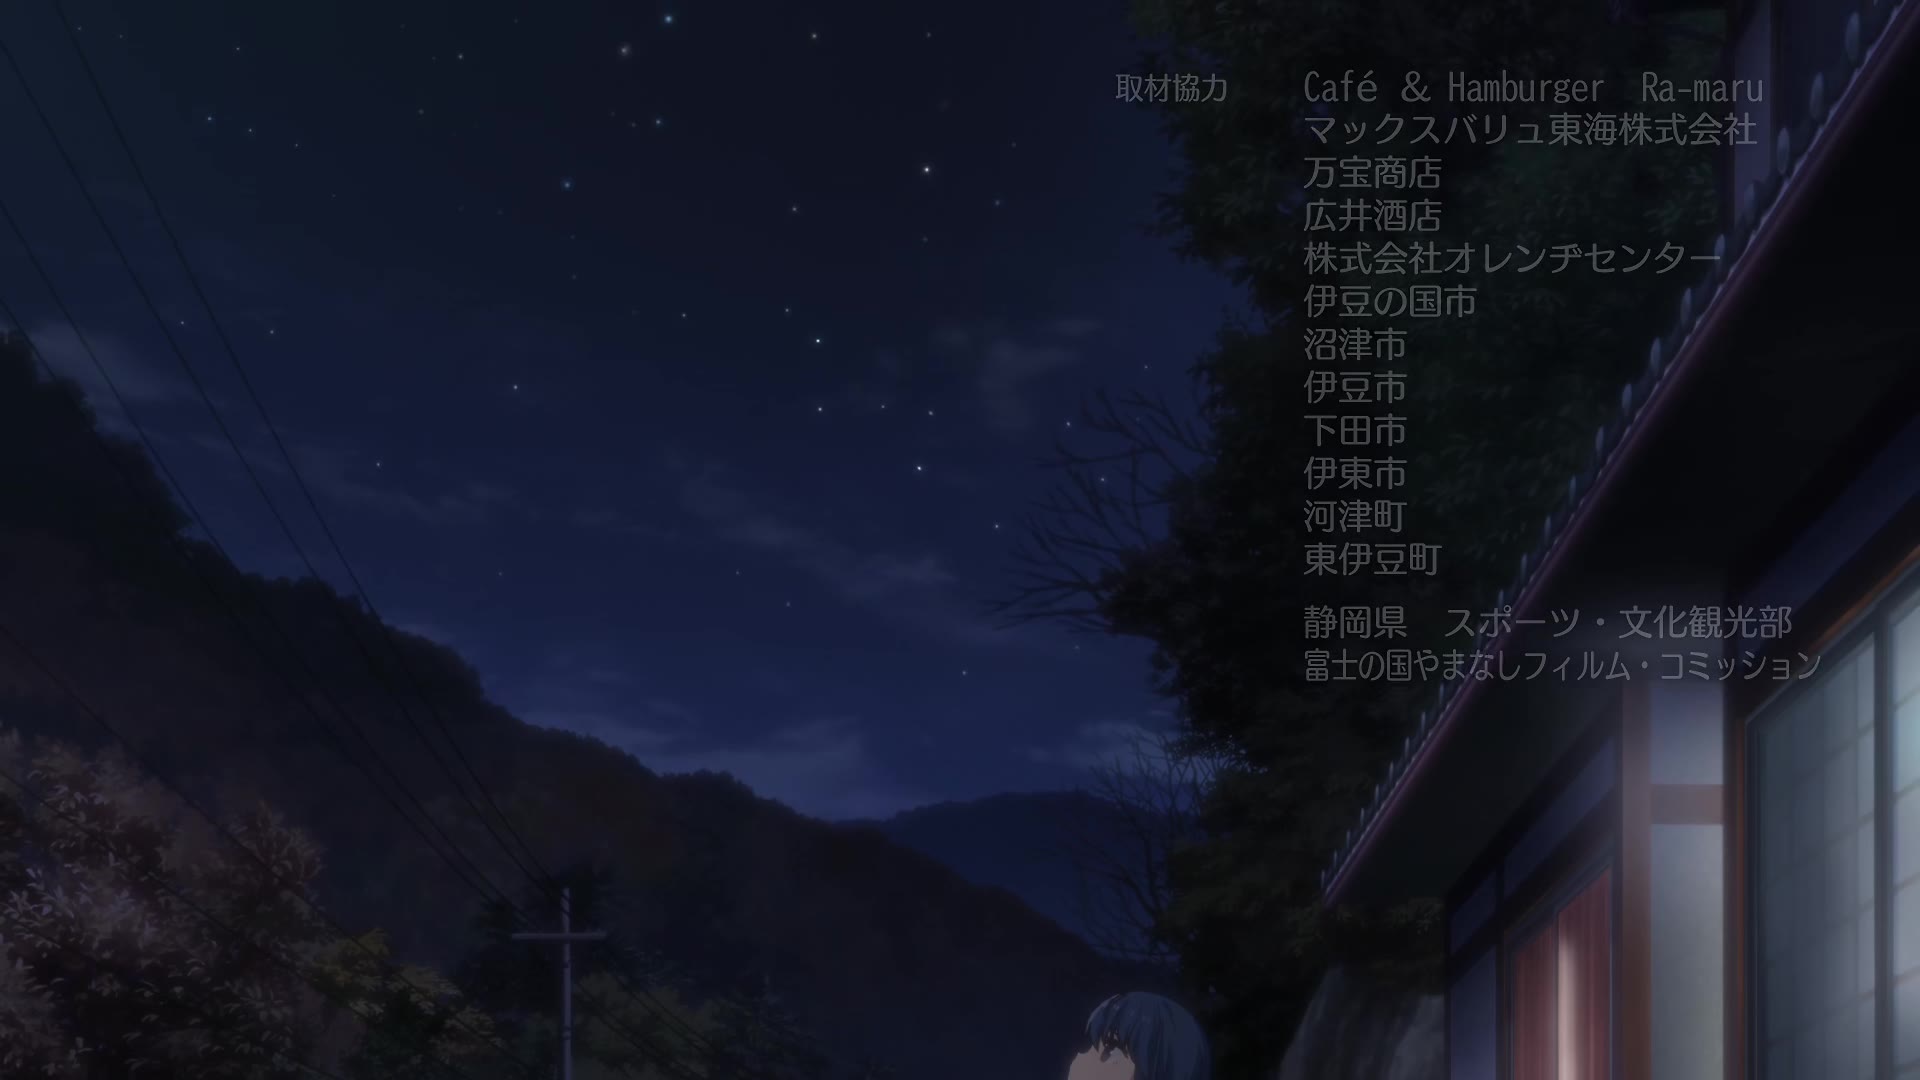 取材協力　Café ＆ Hamburger　Ra-maru
マックスバリュ東海株式会社
万宝商店
広井酒店
株式会社オレンヂセンター
伊豆の国市
沼津市
伊豆市
下田市
伊東市
河津町
東伊豆町
静岡県　スポーツ・文化観光部
富士の国やまなしフィルム・コミッション